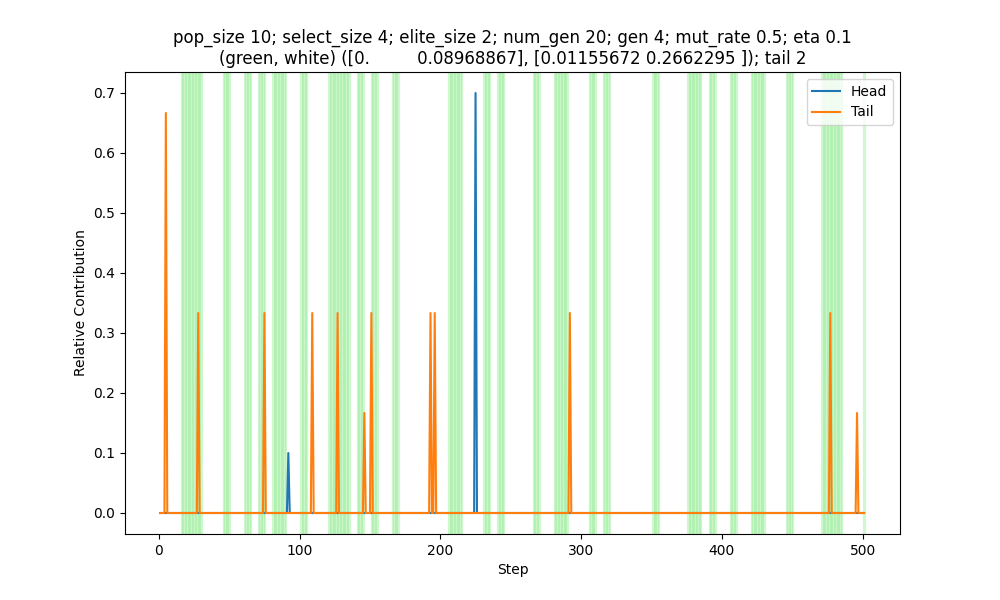 pop_size 10; select_size 4; elite_size 2; num_gen 20; gen 4; mut_rate 0.5; eta 0.1
(green, white) ([0.          0.08968867], [0.01155672 0.2662295 ]); tail 2
Head
Tail
0.7
0.6
0.5
0.4
0.3
0.2
0.1
0.0
Relative Contribution
0 100 200 300 400 500
Step